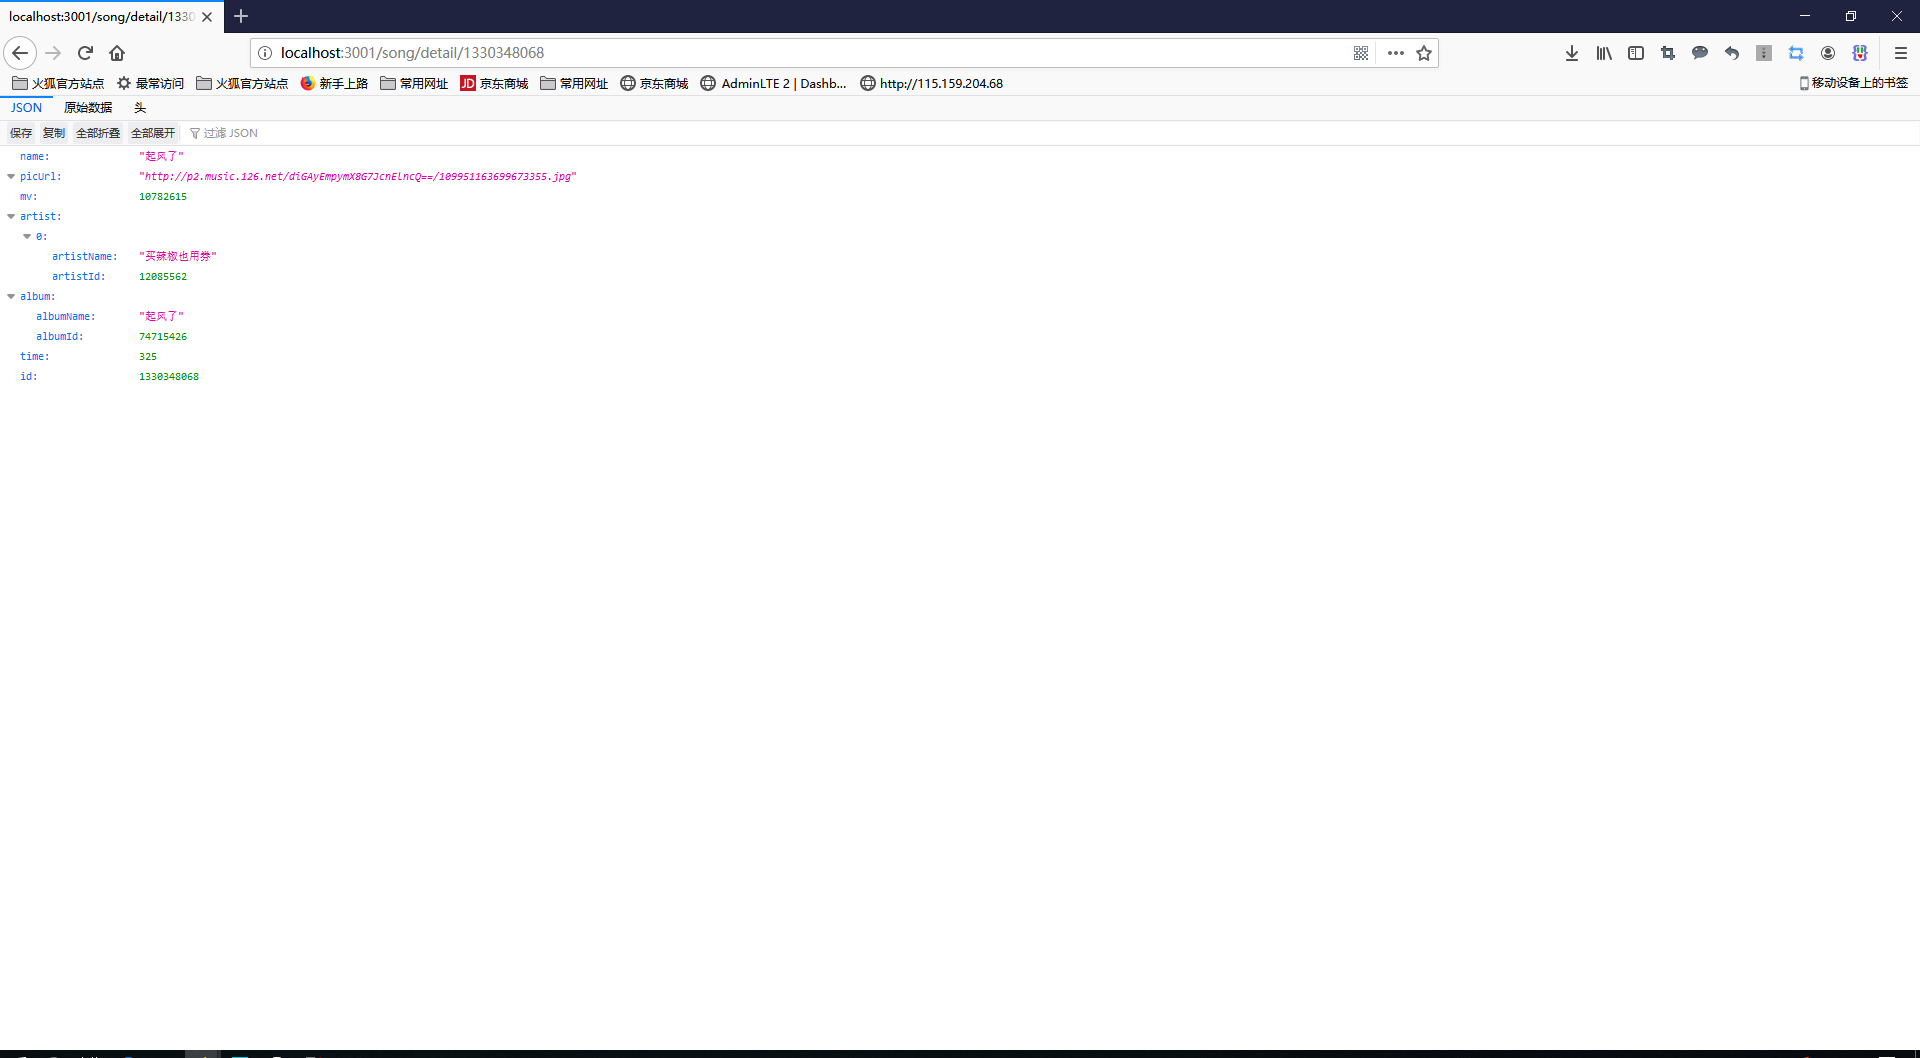 localhost:3001/song/detail/1330
localhost:3001/song/detail/1330348068
火狐官方站点 最常访问 火狐官方站点 新手上路 常用网址 JD 京东商城 常用网址 京东商城 AdminLTE 2 | Dashb... http://115.159.204.68 移动设备上的书签
JSON 原始数据 头
保存 复制 全部折叠 全部展开 过滤 JSON
name: "起风了"
picUrl: "http://p2.music.126.net/diGAyEmpymX8G7JcnElncQ==/109951163699673355.jpg"
mv: 10782615
artist:
0:
artistName: "买辣椒也用券"
artistId: 12085562
album:
albumName: "起风了"
albumId: 74715426
time: 325
id: 1330348068